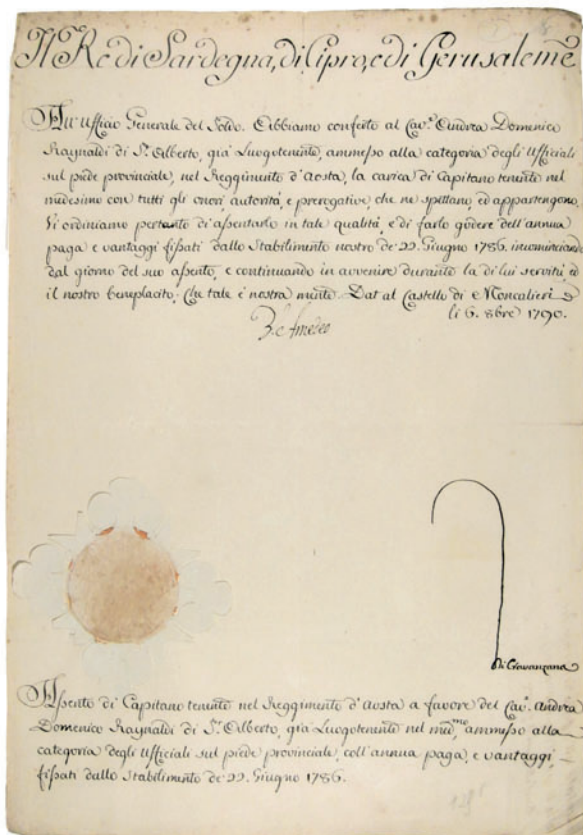 Il Re di Sardegna, di Cipro, e di Gerusaleme
All'Ufficio Generale del Soldo. Abbiamo conferto al Cav.e Andrea Domenico
Raynaldi di S.t Alberto, già Luogotenente, ammesso alla categoria degli Uffiziali
sul piede provinciale, nel Reggimento d'Aosta, la carica di Capitano tenente nel
medesimo con tutti gli onori, autorità, e prerogative, che ne spettano, ed appartengono.
Vi ordiniamo pertanto di assentarlo in tale qualità, e di farlo godere dell'annua
paga e vantaggi fissati dallo Stabilimento nostro de' 22. Giugno 1786. incominciando
dal giorno del suo assento, e continuando in avvenire durante la di lui servitù ed
il nostro beneplacito; Che tale è nostra mente. Dat al Castello di Moncalieri
li 6. 8bre 1790.
V. Amedeo
Di Cravanzana
Assento di Capitano tenente nel Reggimento d'Aosta a favore del Cav.e Andrea
Domenico Raynaldi di S.t Alberto, già Luogotenente nel med.mo, ammesso alla
categoria degli Uffiziali sul piede provinciale, coll'annua paga, e vantaggi
fissati dallo Stabilimento de' 22. Giugno 1786.